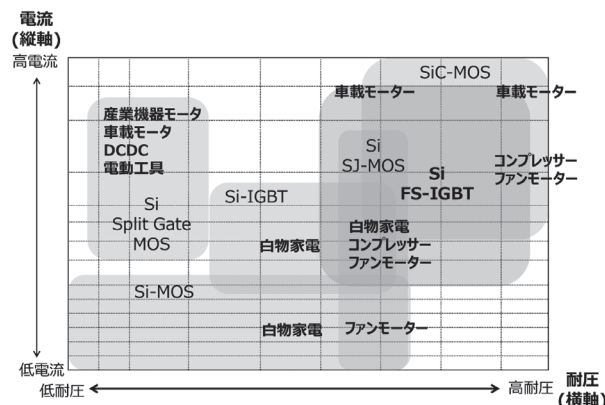 電流
(縦軸)
高電流
SiC-MOS
車載モーター
車載モーター
産業機器モータ
車載モータ
DCDC
電動工具
Si
SJ-MOS
コンプレッサー
ファンモーター
Si
FS-IGBT
Si-IGBT
Si
Split Gate
MOS
白物家電
白物家電
コンプレッサー
ファンモーター
Si-MOS
白物家電
ファンモーター
低電流
低耐圧
高耐圧
耐圧
(横軸)